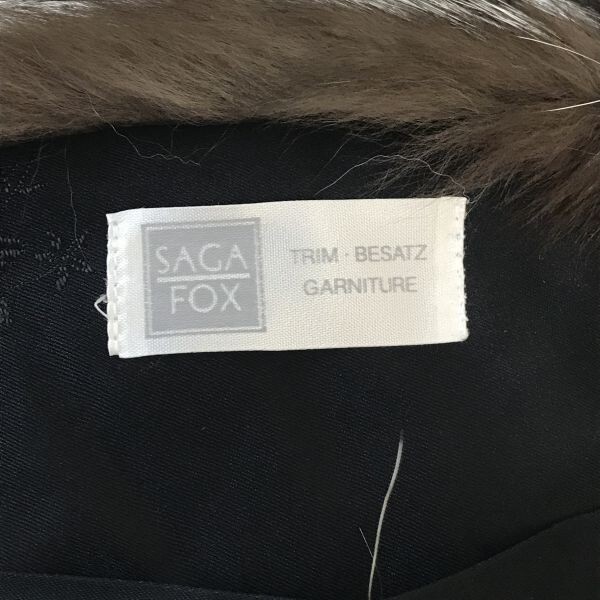 SAGA
FOX
TRIM · BESATZ
GARNITURE